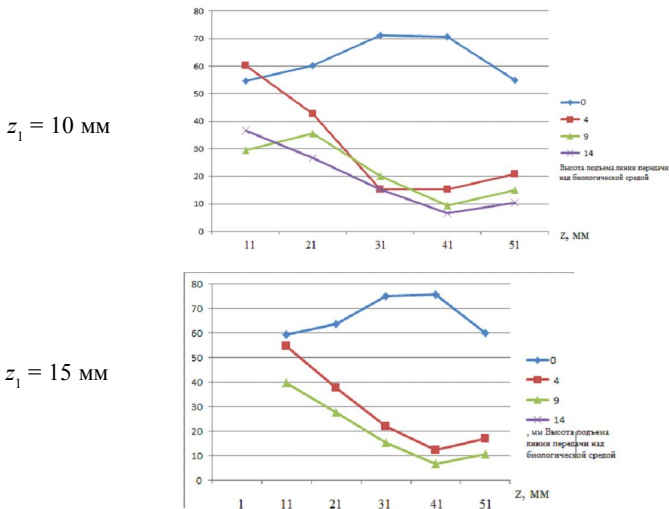 z₁ = 10 мм
80
70
60
50
40
30
20
10
0
11 21 31 41 51
z, мм
0
4
9
14
Высота подъема линии передачи
над биологической средой
z₁ = 15 мм
80
70
60
50
40
30
20
10
0
1 11 21 31 41 51
z, мм
0
4
9
14
, мм Высота подъема
линии передачи над
биологической средой